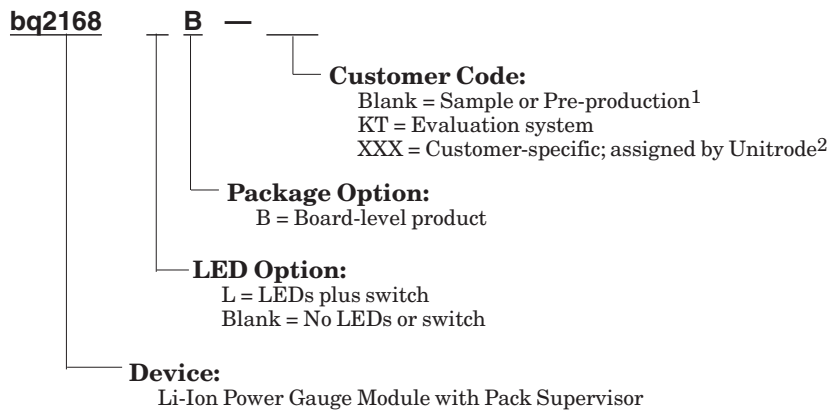 bq2168 B —
Customer Code:
Blank = Sample or Pre-production1
KT = Evaluation system
XXX = Customer-specific; assigned by Unitrode2
Package Option:
B = Board-level product
LED Option:
L = LEDs plus switch
Blank = No LEDs or switch
Device:
Li-Ion Power Gauge Module with Pack Supervisor